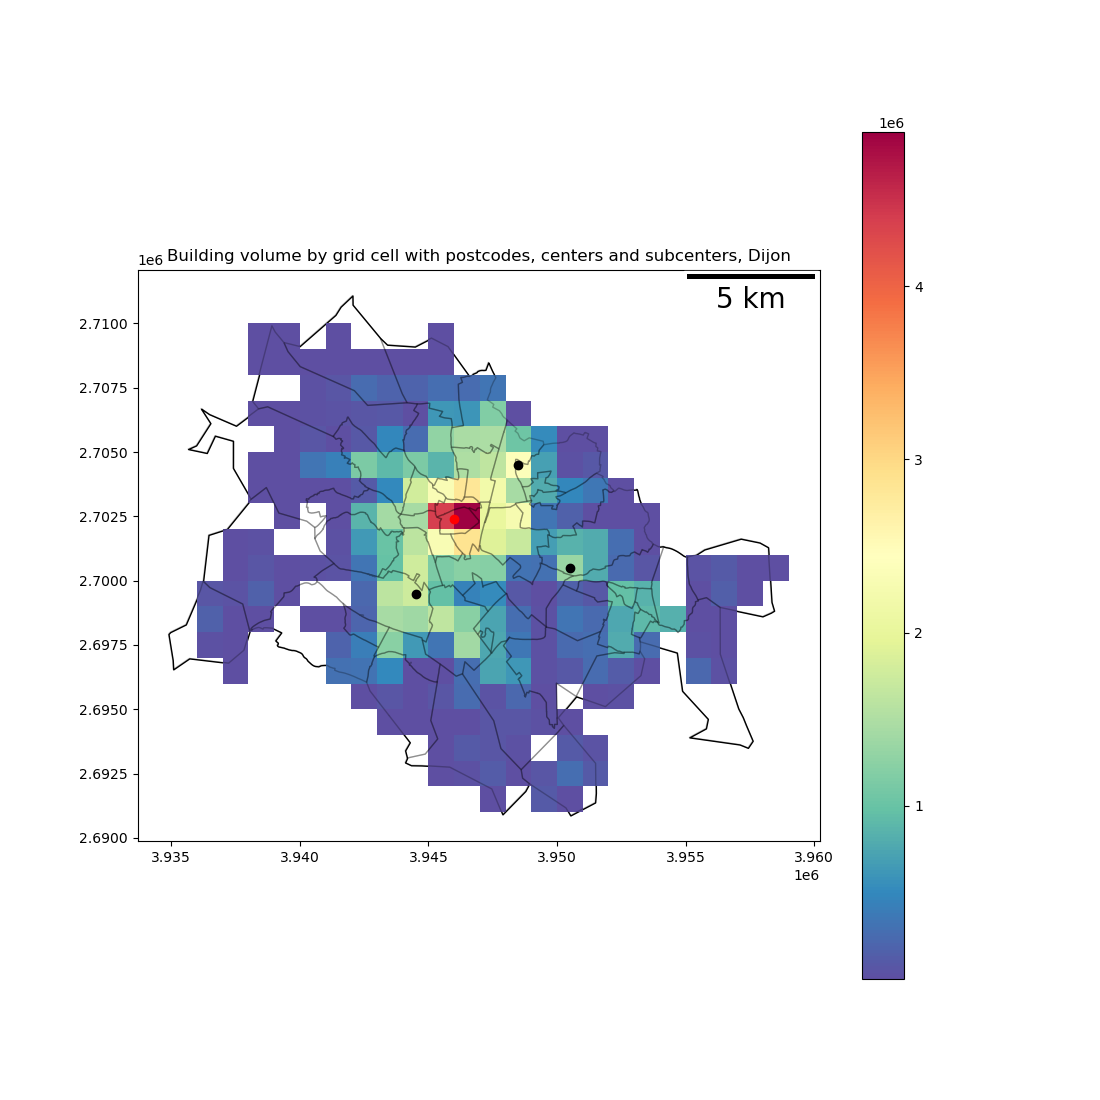 1e6
Building volume by grid cell with postcodes, centers and subcenters, Dijon
1e6
5 km
2.7100
2.7075
2.7050
2.7025
2.7000
2.6975
2.6950
2.6925
2.6900
3.935 3.940 3.945 3.950 3.955 3.960
1e6
4
3
2
1